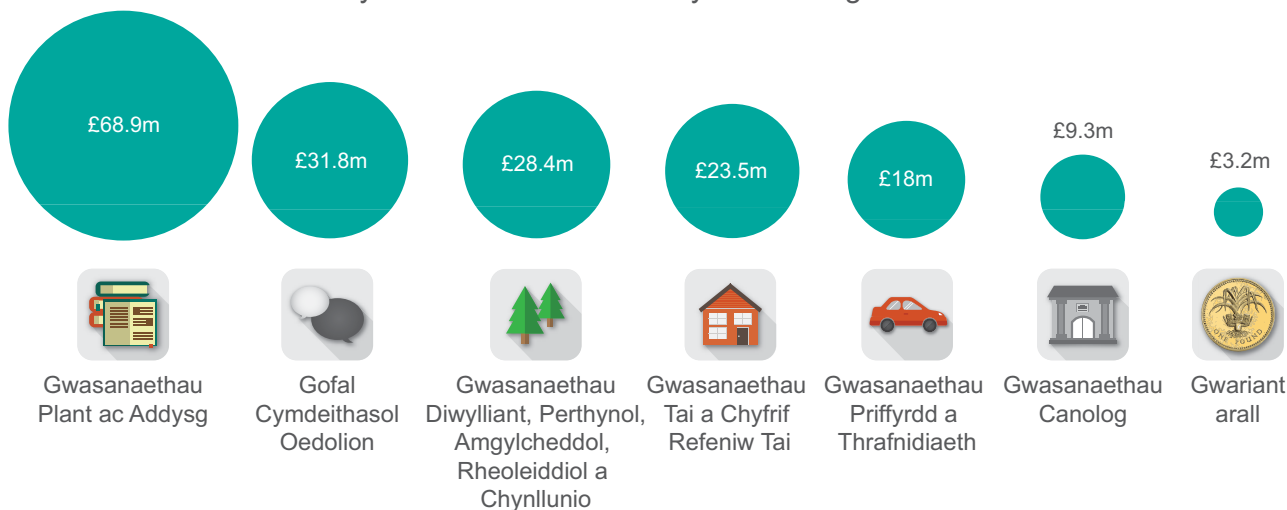 £68.9m
£31.8m
£28.4m
£23.5m
£18m
£9.3m
£3.2m
Gwasanaethau
Plant ac Addysg
Gofal
Cymdeithasol
Oedolion
Gwasanaethau
Diwylliant, Perthynol,
Amgylcheddol,
Rheoleiddiol a
Chynllunio
Gwasanaethau
Tai a Chyfrif
Refeniw Tai
Gwasanaethau
Priffyrdd a
Thrafnidiaeth
Gwasanaethau
Canolog
ONE POUND
Gwariant
arall